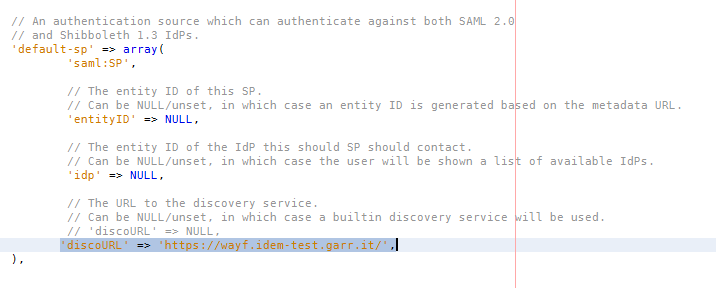 // An authentication source which can authenticate against both SAML 2.0
// and Shibboleth 1.3 IdPs.
'default-sp' => array(
'saml:SP',
// The entity ID of this SP.
// Can be NULL/unset, in which case an entity ID is generated based on the metadata URL.
'entityID' => NULL,
// The entity ID of the IdP this should SP should contact.
// Can be NULL/unset, in which case the user will be shown a list of available IdPs.
'idp' => NULL,
// The URL to the discovery service.
// Can be NULL/unset, in which case a builtin discovery service will be used.
// 'discoURL' => NULL,
'discoURL' => 'https://wayf.idem-test.garr.it/',
),